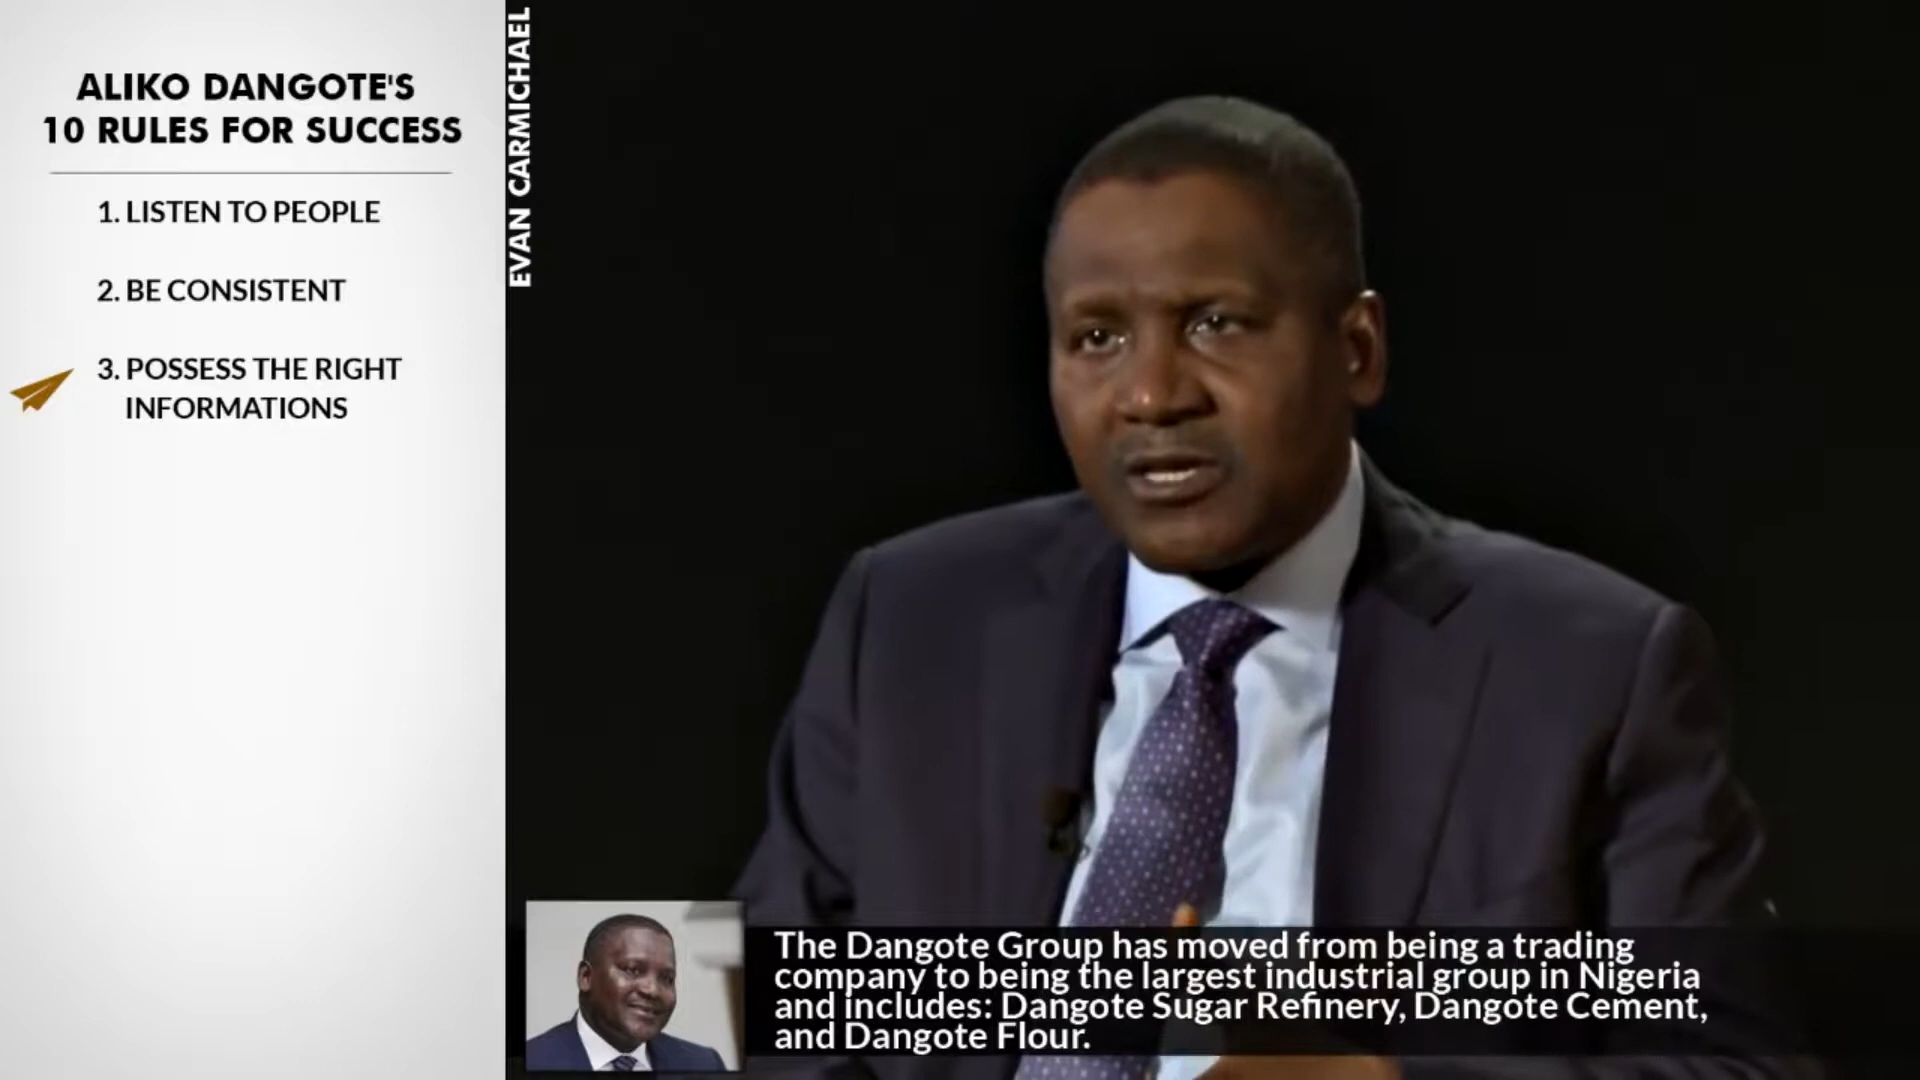 ALIKO DANGOTE'S
10 RULES FOR SUCCESS
1. LISTEN TO PEOPLE
2. BE CONSISTENT
3. POSSESS THE RIGHT
INFORMATIONS
EVAN CARMICHAEL
The Dangote Group has moved from being a trading
company to being the largest industrial group in Nigeria
and includes: Dangote Sugar Refinery, Dangote Cement,
and Dangote Flour.